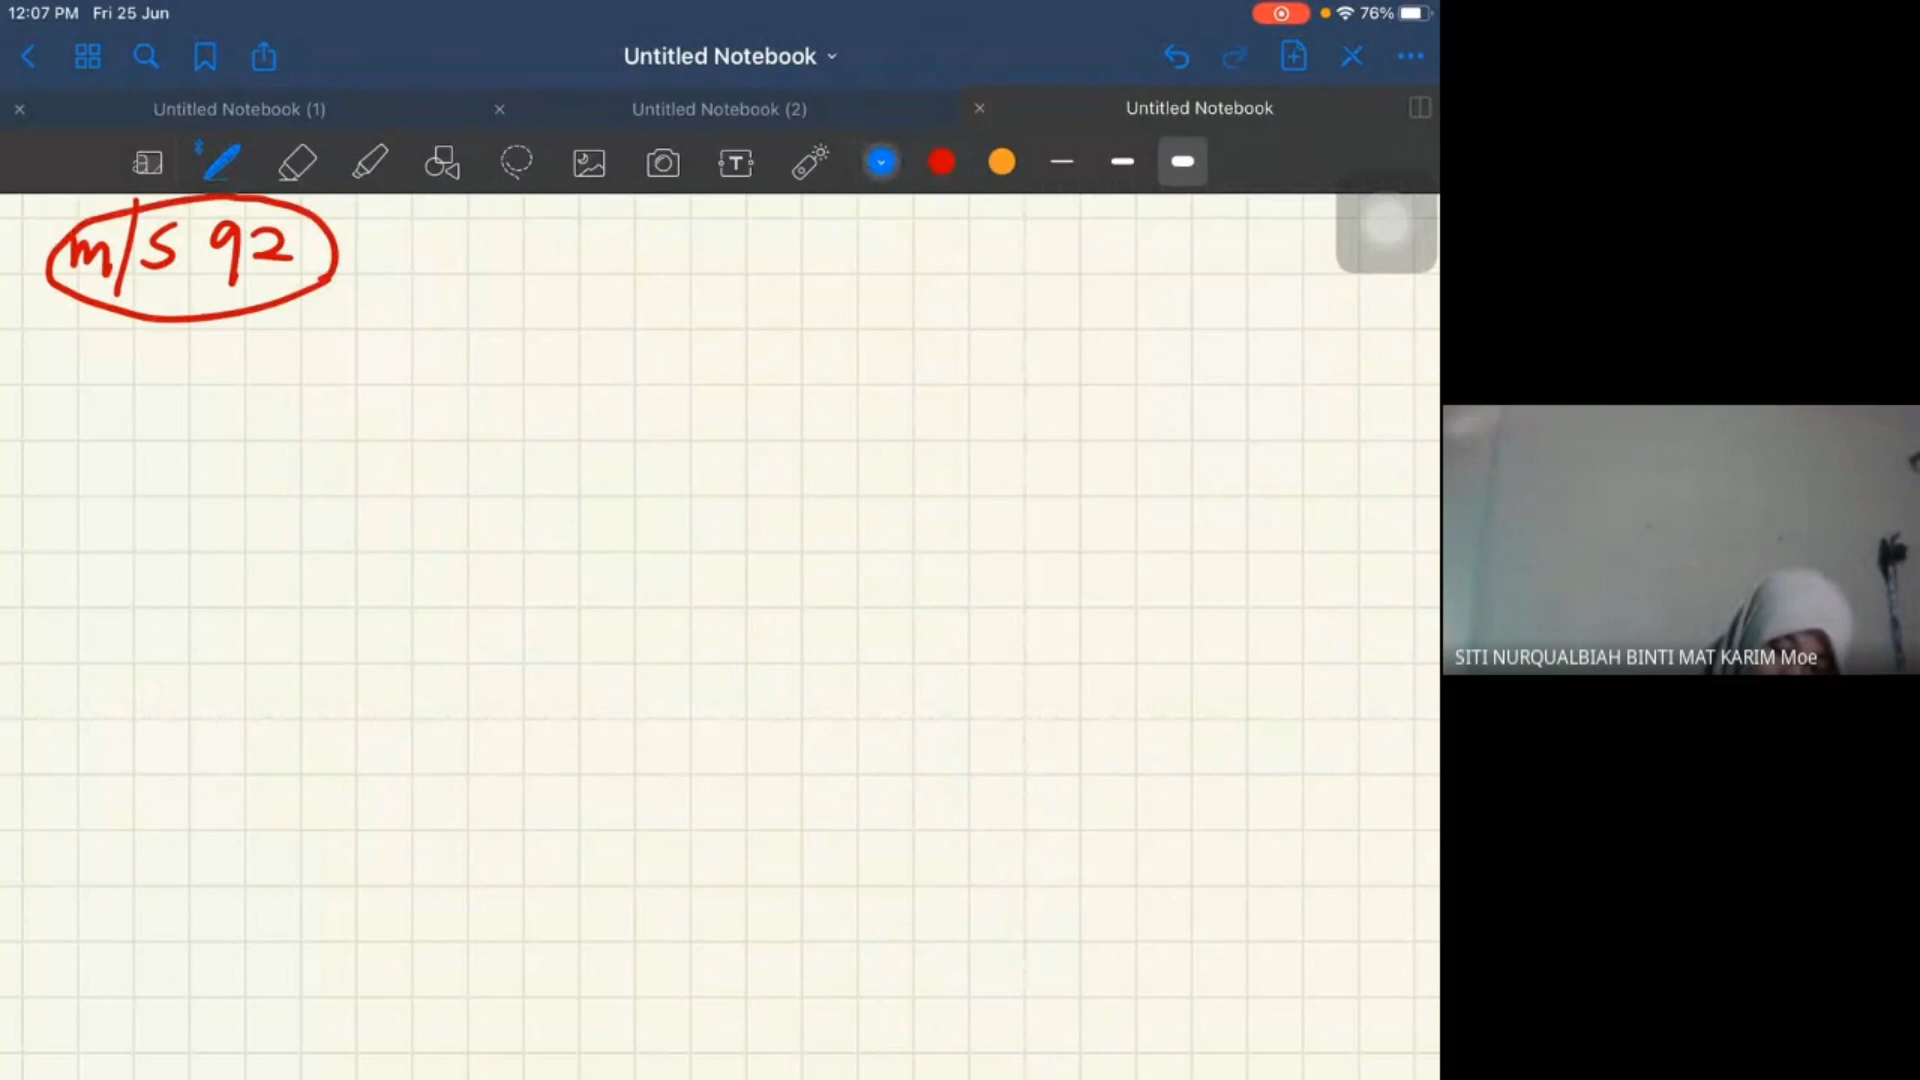 12:07 PM Fri 25 Jun
76%
Untitled Notebook
Untitled Notebook (1)
Untitled Notebook (2)
Untitled Notebook
T
m/s 92
SITI NURQUALBIAH BINTI MAT KARIM Moe